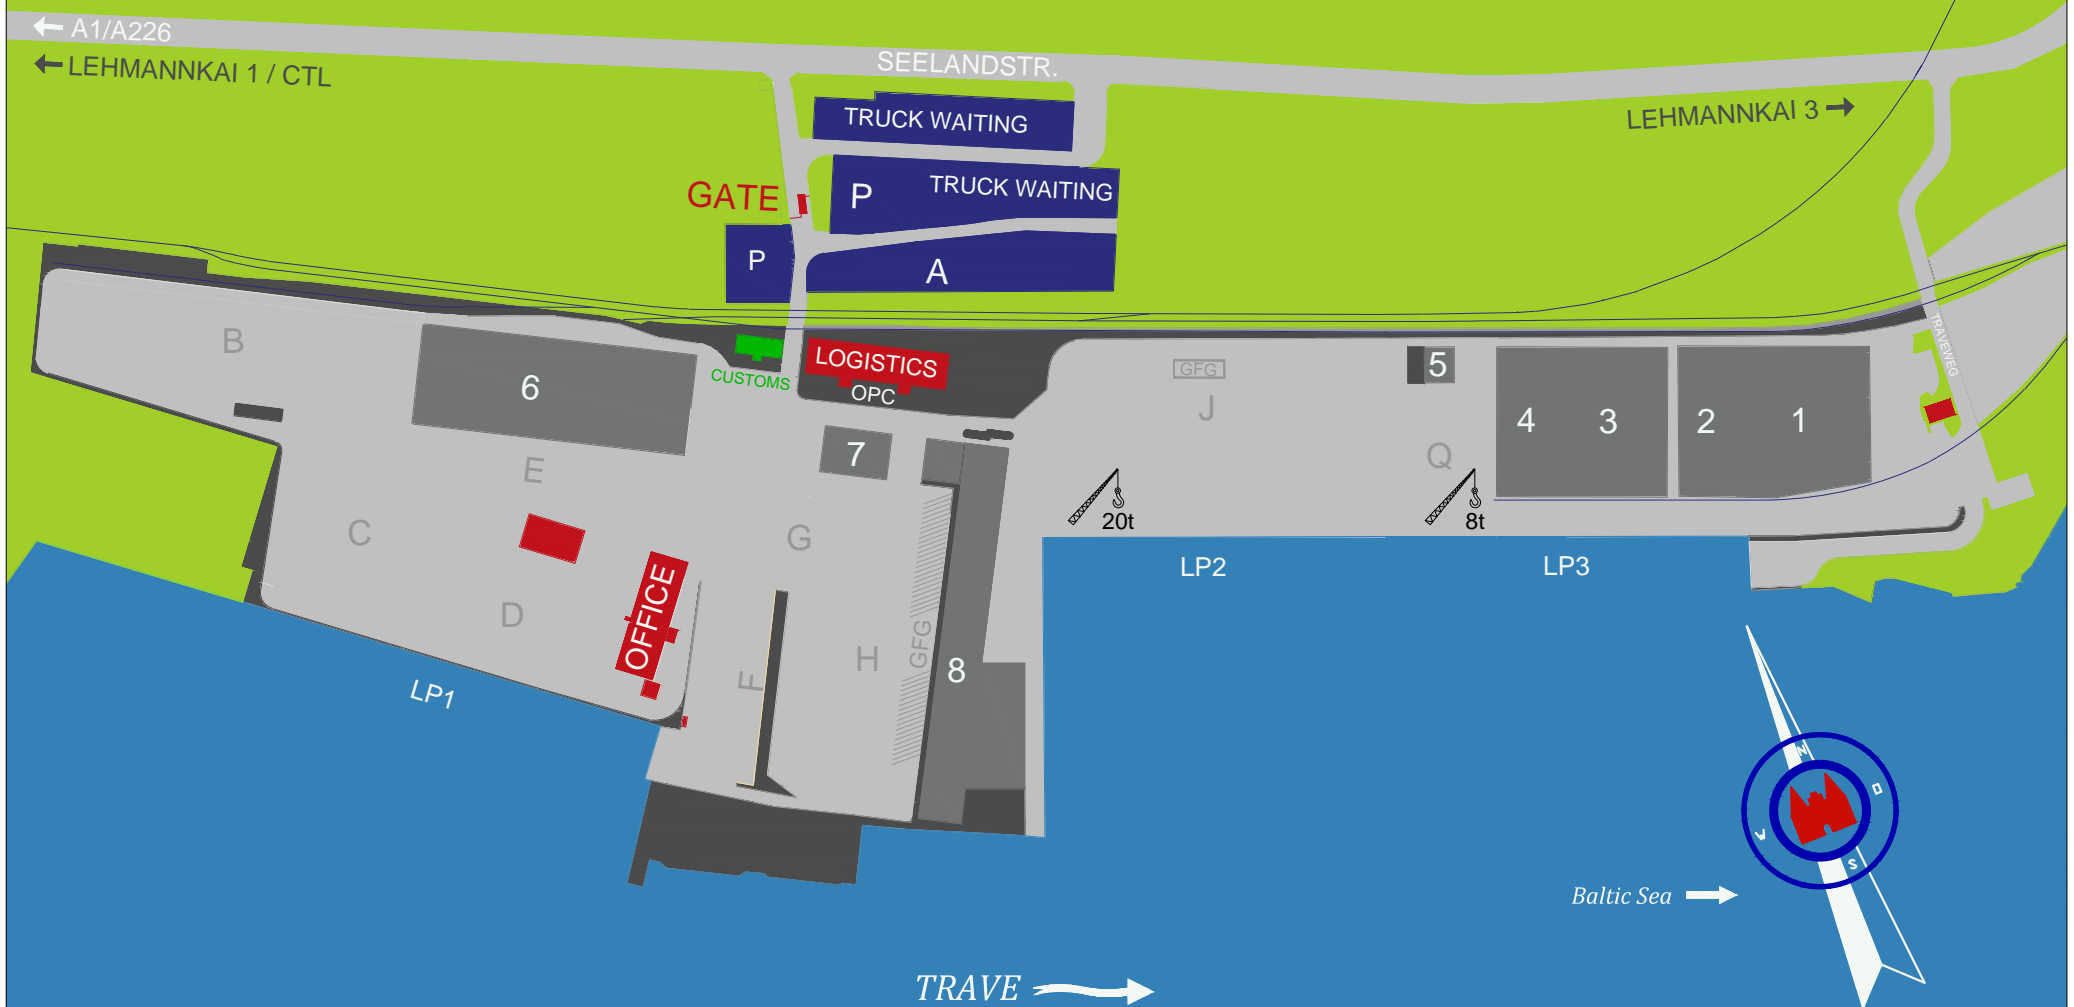 A1/A226
LEHMANNKAI 1 / CTL
SEELANDSTR.
LEHMANNKAI 3
TRUCK WAITING
P TRUCK WAITING
GATE
P
A
B
6
CUSTOMS
LOGISTICS
OPC
GFG
5
J
4 3 2 1
TRAVEWEG
7
E
Q
20t
8t
C
G
LP2
LP3
D
OFFICE
F
H
GFG
8
LP1
N
O
W
S
Baltic Sea
TRAVE